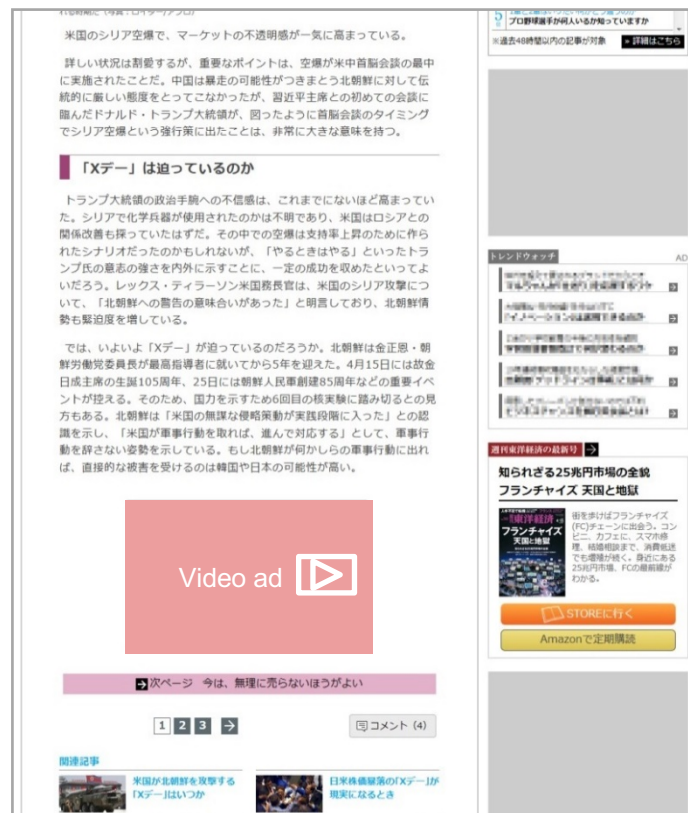 米国のシリア空爆で、マーケットの不透明感が一気に高まっている。
詳しい状況は割愛するが、重要なポイントは、空爆が米中首脳会談の最中
に実施されたことだ。中国は暴走の可能性がつきまとう北朝鮮に対して伝
統的に厳しい態度をとってこなかったが、習近平主席との初めての会談に
臨んだドナルド・トランプ大統領が、図ったように首脳会談のタイミング
でシリア空爆という強行策に出たことは、非常に大きな意味を持つ。
「Xデー」は迫っているのか
トランプ大統領の政治手腕への不信感は、これまでにないほど高まってい
た。シリアで化学兵器が使用されたのかは不明であり、米国はロシアとの
関係改善も探っていたはずだ。その中での空爆は支持率上昇のために作ら
れたシナリオだったのかもしれないが、「やるときはやる」といったトラ
ンプ氏の意志の強さを内外に示すことに、一定の成功を収めたといってよ
いだろう。レックス・ティラーソン米国務長官は、米国のシリア攻撃につ
いて、「北朝鮮への警告の意味合いがあった」と明言しており、北朝鮮情
勢も緊迫度を増している。
では、いよいよ「Xデー」が迫っているのだろうか。北朝鮮は金正恩・朝
鮮労働党委員長が最高指導者に就いてから5年を迎えた。4月15日には故金
日成主席の生誕105周年、25日には朝鮮人民軍創建85周年などの重要イベ
ントが控える。そのため、国力を示すため6回目の核実験に踏み切るとの見
方もある。北朝鮮は「米国の無謀な侵略策動が実践段階に入った」との認
識を示し、「米国が軍事行動を取れば、進んで対応する」として、軍事行
動を辞さない姿勢を示している。もし北朝鮮が何かしらの軍事行動に出れ
ば、直接的な被害を受けるのは韓国や日本の可能性が高い。
Video ad
次ページ 今は、無理に売らないほうがよい
1 2 3
コメント (4)
関連記事
米国が北朝鮮を攻撃する
「Xデー」はいつか
日米株価暴落の「Xデー」が
現実になるとき
5
プロ野球選手が何人いるか知っていますか
※過去48時間以内の記事が対象
詳細はこちら
トレンドウォッチ
AD
週刊東洋経済の最新号
知られざる25兆円市場の全貌
フランチャイズ 天国と地獄
東洋経済
フランチャイズ
天国と地獄
街を歩けばフランチャイズ
(FC)チェーンに出会う。コン
ビニ、カフェに、スマホ修
理、結婚相談まで、消費低迷
でも増殖が続く。身近にある
25兆円市場、FCの最前線が
わかる。
STOREに行く
Amazonで定期購読